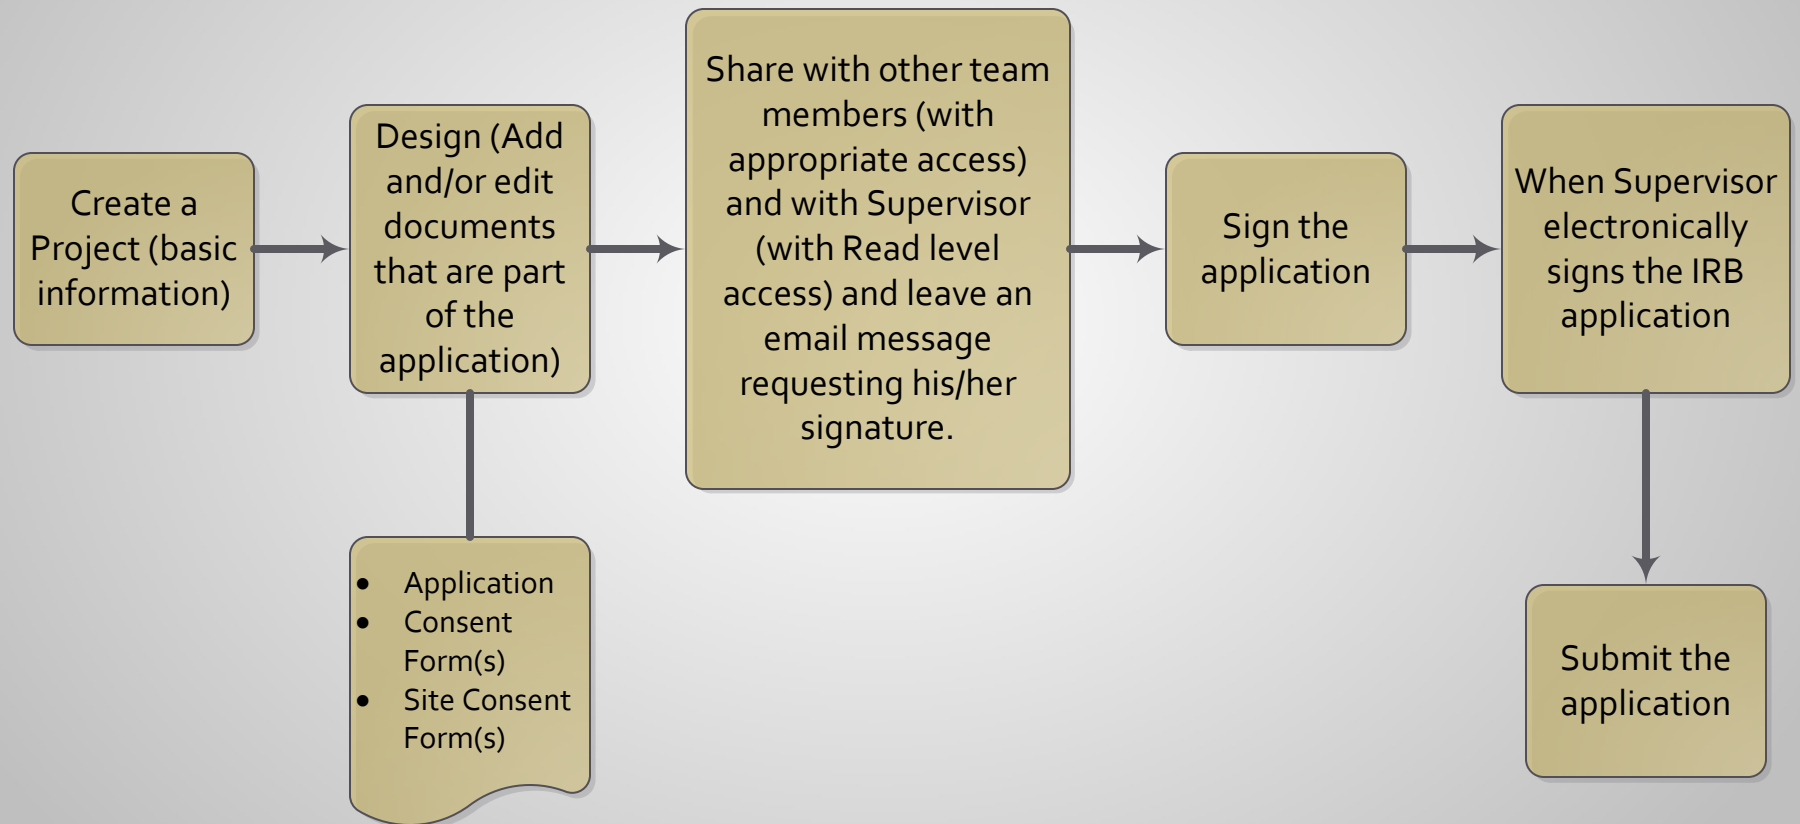 Create a
Project (basic
information)
Design (Add
and/or edit
documents
that are part
of the
application)
• Application
• Consent
Form(s)
• Site Consent
Form(s)
Share with other team
members (with
appropriate access)
and with Supervisor
(with Read level
access) and leave an
email message
requesting his/her
signature.
Sign the
application
When Supervisor
electronically
signs the IRB
application
Submit the
application